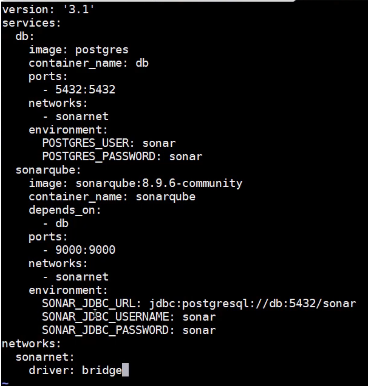 version: '3.1'
services:
  db:
    image: postgres
    container_name: db
    ports:
      - 5432:5432
    networks:
      - sonarnet
    environment:
      POSTGRES_USER: sonar
      POSTGRES_PASSWORD: sonar
  sonarqube:
    image: sonarqube:8.9.6-community
    container_name: sonarqube
    depends_on:
      - db
    ports:
      - 9000:9000
    networks:
      - sonarnet
    environment:
      SONAR_JDBC_URL: jdbc:postgresql://db:5432/sonar
      SONAR_JDBC_USERNAME: sonar
      SONAR_JDBC_PASSWORD: sonar
networks:
  sonarnet:
    driver: bridge
~